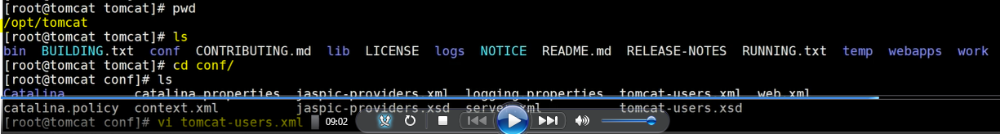 [root@tomcat tomcat]# pwd
/opt/tomcat
[root@tomcat tomcat]# ls
bin BUILDING.txt conf CONTRIBUTING.md lib LICENSE logs NOTICE README.md RELEASE-NOTES RUNNING.txt temp webapps work
[root@tomcat tomcat]# cd conf/
[root@tomcat conf]# ls
Catalina catalina.properties jaspic-providers.xml logging.properties tomcat-users.xml web.xml
catalina.policy context.xml jaspic-providers.xsd server.xml tomcat-users.xsd
[root@tomcat conf]# vi tomcat-users.xml 09:02